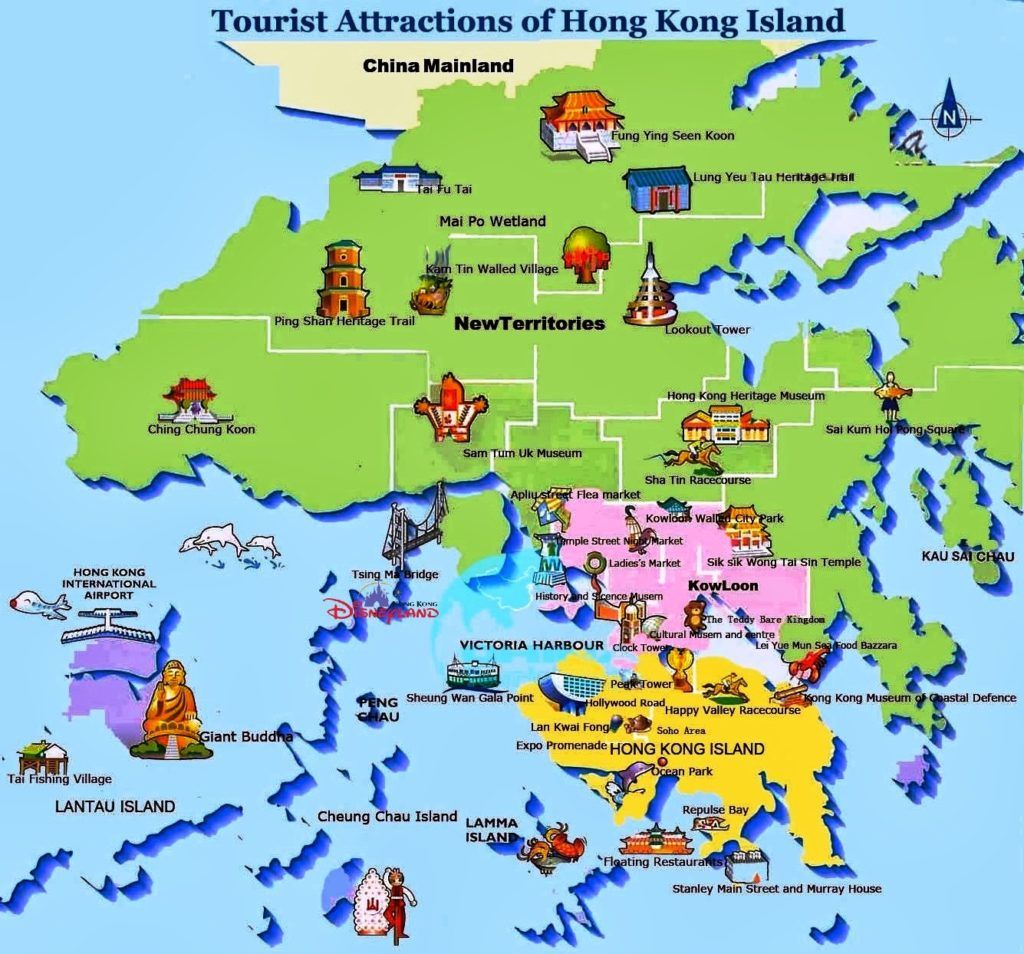 Tourist Attractions of Hong Kong Island
China Mainland
N
Fung Ying Seen Koon
Lung Yeu Tau Heritage Trail
Tai Fu Tai
Mai Po Wetland
Kam Tin Walled Village
Ping Shan Heritage Trail
NewTerritories
Lookout Tower
Hong Kong Heritage Museum
Ching Chung Koon
Sai Kum Hoi Pong Square
Sam Tum Uk Museum
Sha Tin Racecourse
Apliu street Flea market
Kowloon Walled City Park
Temple Street Night Market
KAU SAI CHAU
Ladies's Market
Sik sik Wong Tai Sin Temple
Tsing Ma Bridge
HONG KONG
INTERNATIONAL
AIRPORT
KowLoon
History and Sicence Musem
HONG KONG
DISNEYLAND
The Teddy Bare Kingdom
Cultural Musem and centre
VICTORIA HARBOUR
Clock Tower
Lei Yue Mun Sea Food Bazzara
Peak Tower
Sheung Wan Gala Point
Hollywood Road
Kong Kong Museum of Coastal Defence
PENG
CHAU
Happy Valley Racecourse
Lan Kwai Fong
Soho Area
Giant Buddha
Expo Promenade
HONG KONG ISLAND
Tai Fishing Village
Ocean Park
LANTAU ISLAND
Repulse Bay
Cheung Chau Island
LAMMA
ISLAND
Floating Restaurants
Stanley Main Street and Murray House